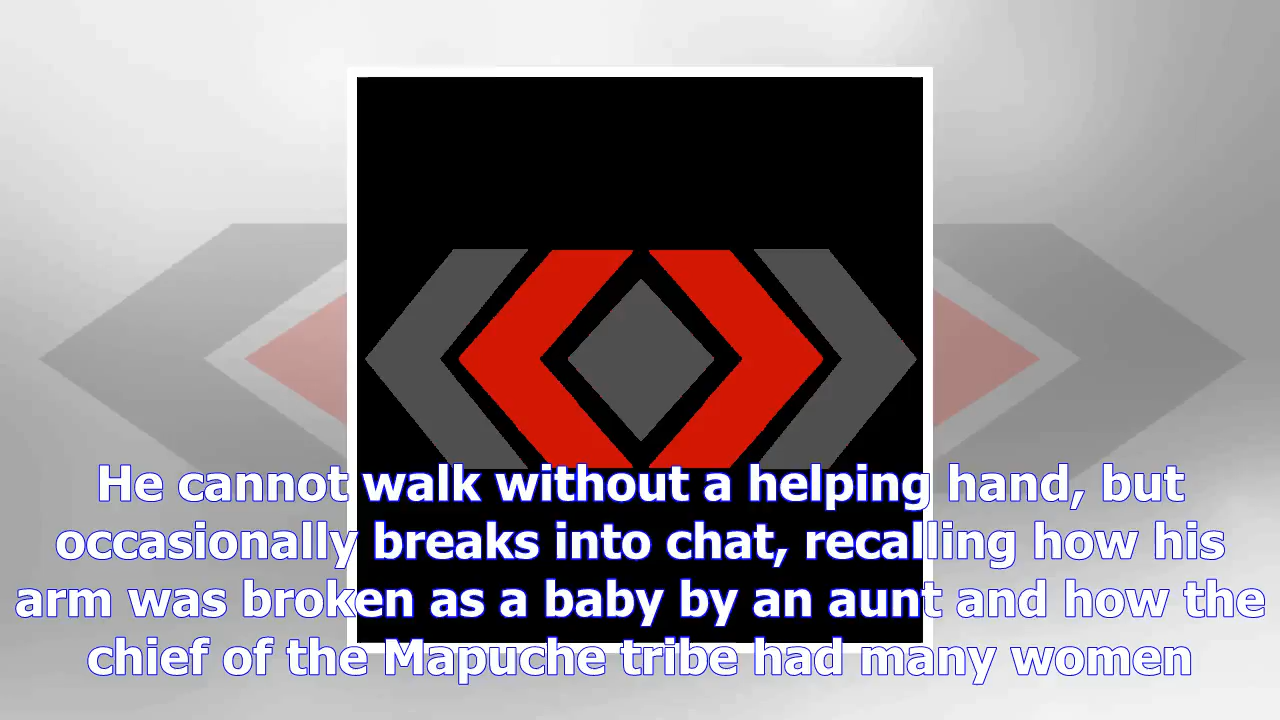 He cannot walk without a helping hand, but
occasionally breaks into chat, recalling how his
arm was broken as a baby by an aunt and how the
chief of the Mapuche tribe had many women